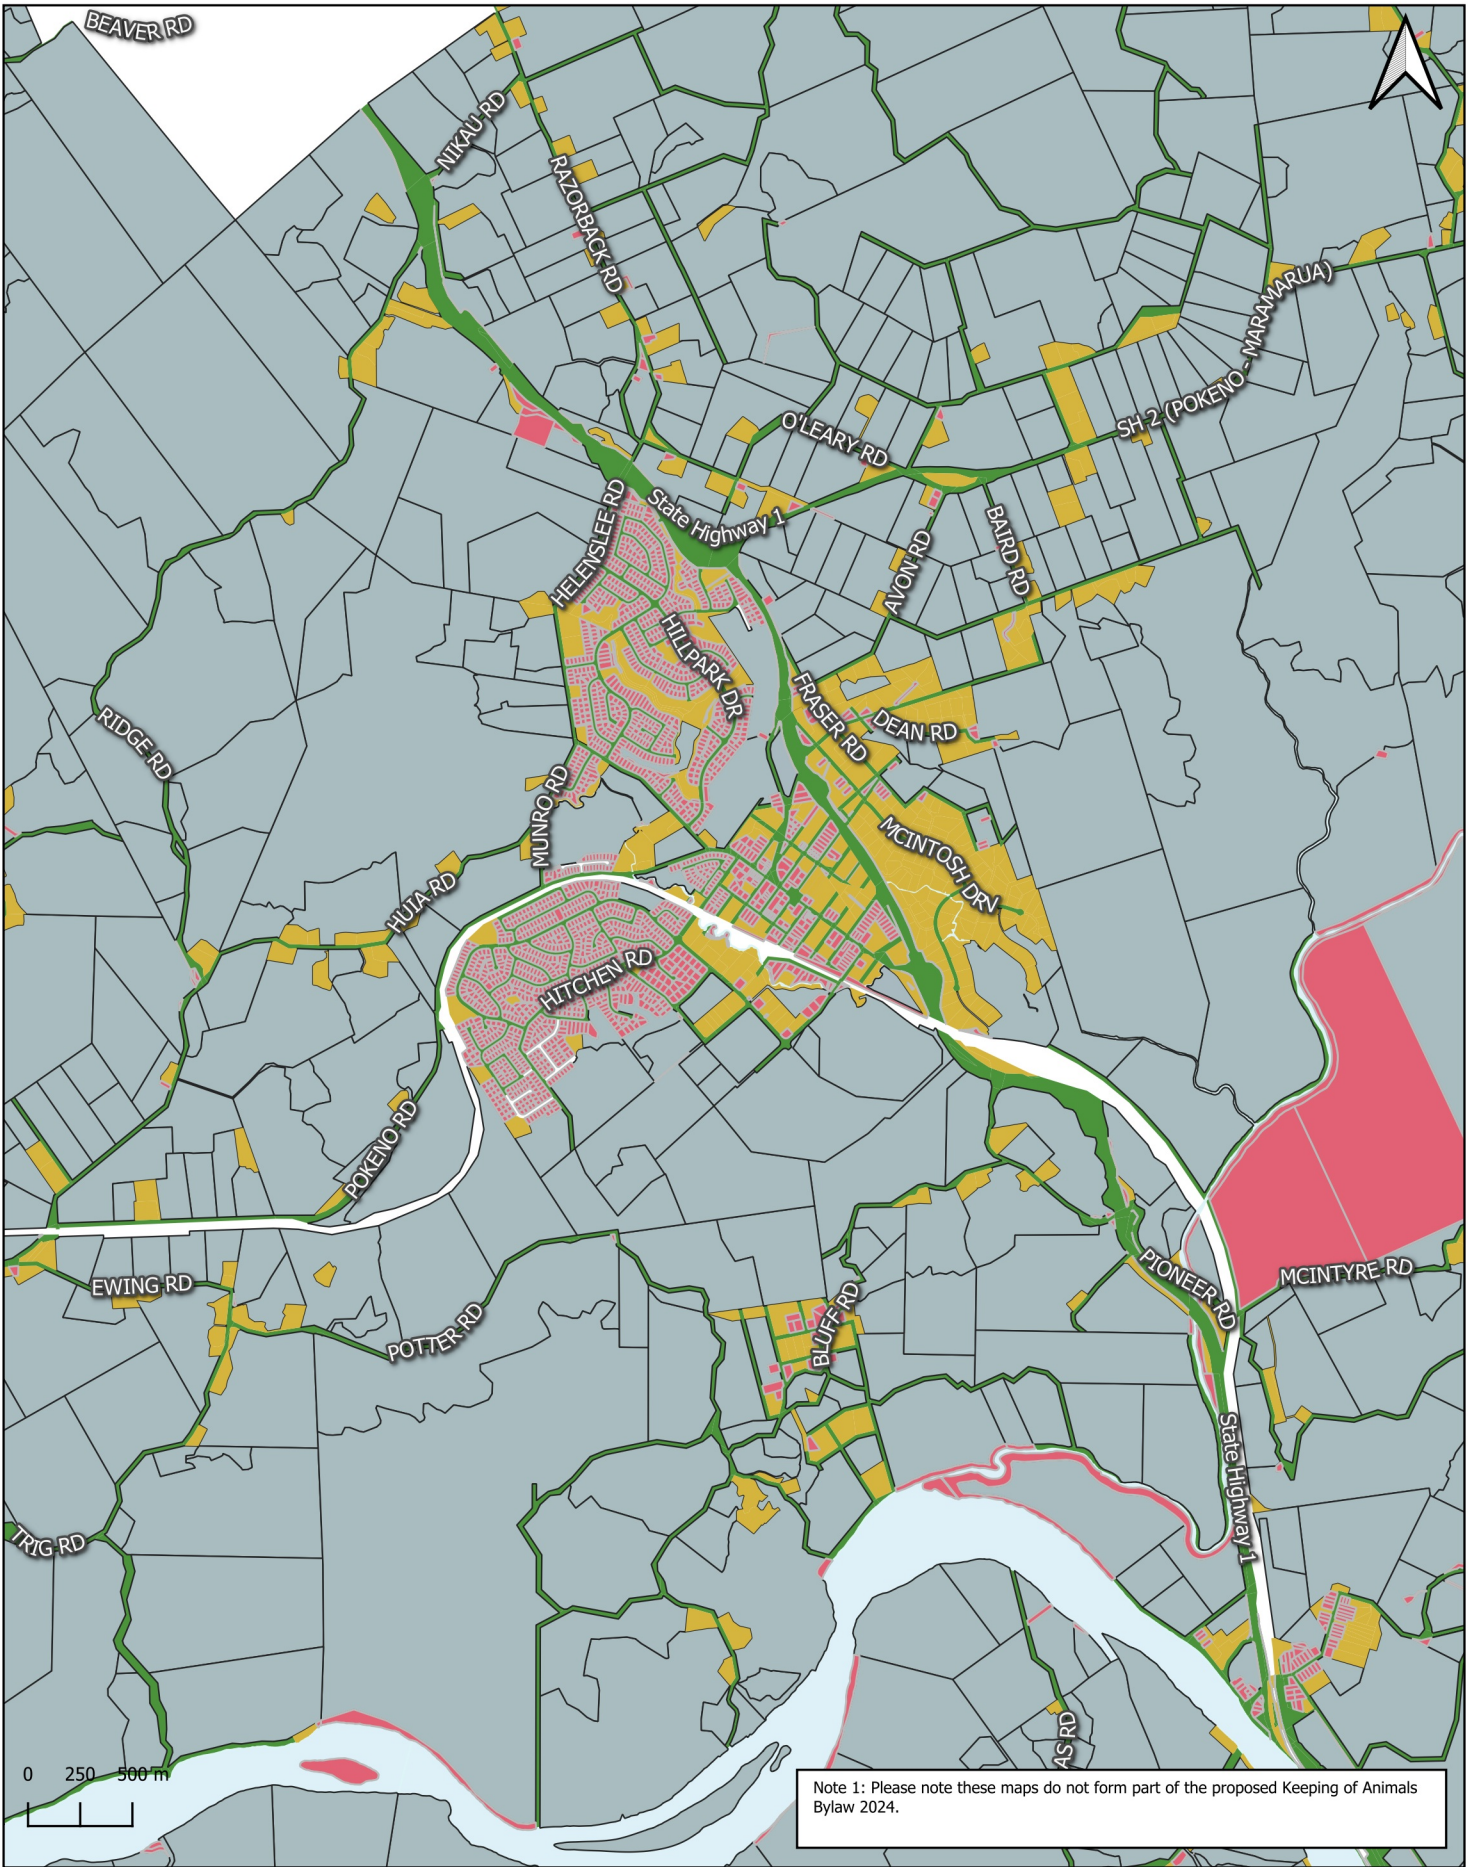 BEAVER RD
NIKAU RD
RAZORBACK RD
SH 2 (POKENO - MARAMARUA)
O'LEARY RD
HELENSLEE RD
State Highway 1
AVON RD
BAIRD RD
HILLPARK DR
FRASER RD
DEAN RD
RIDGE RD
MUNRO RD
MCINTOSH DRN
HUIA RD
HITCHEN RD
POKENO RD
EWING RD
PIONEER RD
MCINTYRE RD
POTTER RD
BLUFF RD
State Highway 1
TRIG RD
AS RD
0 250 500 m
Note 1: Please note these maps do not form part of the proposed Keeping of Animals
Bylaw 2024.